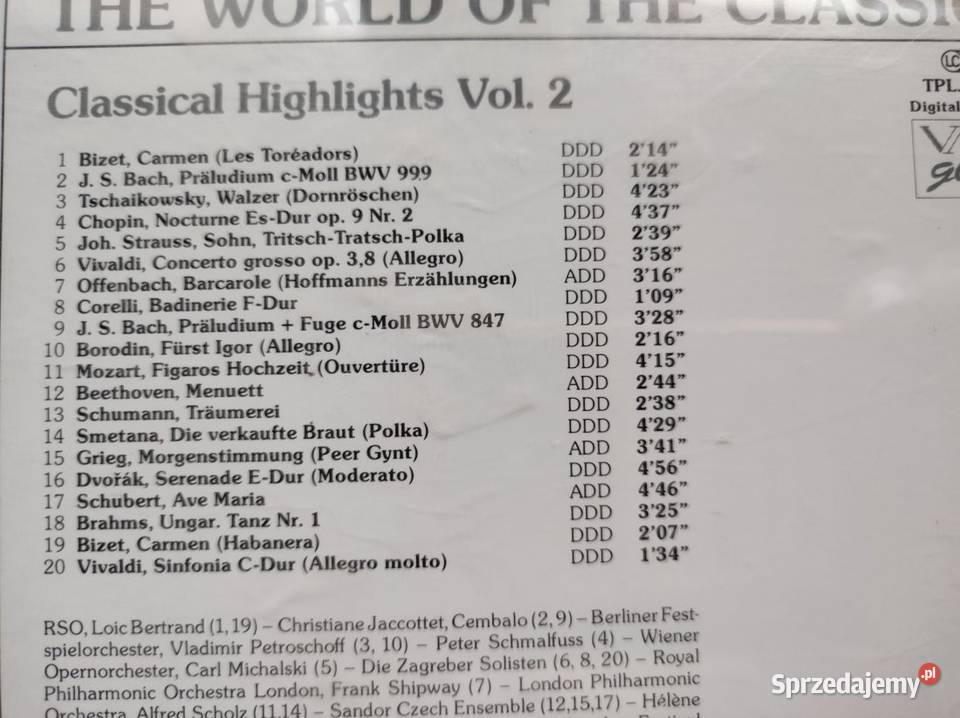 THE WORLD OF THE CLASSIC
Classical Highlights Vol. 2
LC
TPL.
Digital
1 Bizet, Carmen (Les Toréadors) DDD 2'14"
2 J. S. Bach, Präludium c-Moll BWV 999 DDD 1'24"
3 Tschaikowsky, Walzer (Dornröschen) DDD 4'23"
4 Chopin, Nocturne Es-Dur op. 9 Nr. 2 DDD 4'37"
5 Joh. Strauss, Sohn, Tritsch-Tratsch-Polka DDD 2'39"
6 Vivaldi, Concerto grosso op. 3,8 (Allegro) DDD 3'58"
7 Offenbach, Barcarole (Hoffmanns Erzählungen) ADD 3'16"
8 Corelli, Badinerie F-Dur DDD 1'09"
9 J. S. Bach, Präludium + Fuge c-Moll BWV 847 DDD 3'28"
10 Borodin, Fürst Igor (Allegro) DDD 2'16"
11 Mozart, Figaros Hochzeit (Ouvertüre) DDD 4'15"
12 Beethoven, Menuett ADD 2'44"
13 Schumann, Träumerei DDD 2'38"
14 Smetana, Die verkaufte Braut (Polka) DDD 4'29"
15 Grieg, Morgenstimmung (Peer Gynt) ADD 3'41"
16 Dvořák, Serenade E-Dur (Moderato) DDD 4'56"
17 Schubert, Ave Maria ADD 4'46"
18 Brahms, Ungar. Tanz Nr. 1 DDD 3'25"
19 Bizet, Carmen (Habanera) DDD 2'07"
20 Vivaldi, Sinfonia C-Dur (Allegro molto) DDD 1'34"
RSO, Loic Bertrand (1, 19) – Christiane Jaccottet, Cembalo (2, 9) – Berliner Fest-
spielorchester, Vladimir Petroschoff (3, 10) – Peter Schmalfuss (4) – Wiener
Opernorchester, Carl Michalski (5) – Die Zagreber Solisten (6, 8, 20) – Royal
Philharmonic Orchestra London, Frank Shipway (7) – London Philharmonic
Orchestra, Alfred Scholz (11,14) – Sandor Czech Ensemble (12,15,17) – Hélène
Sprzedajemy.pl